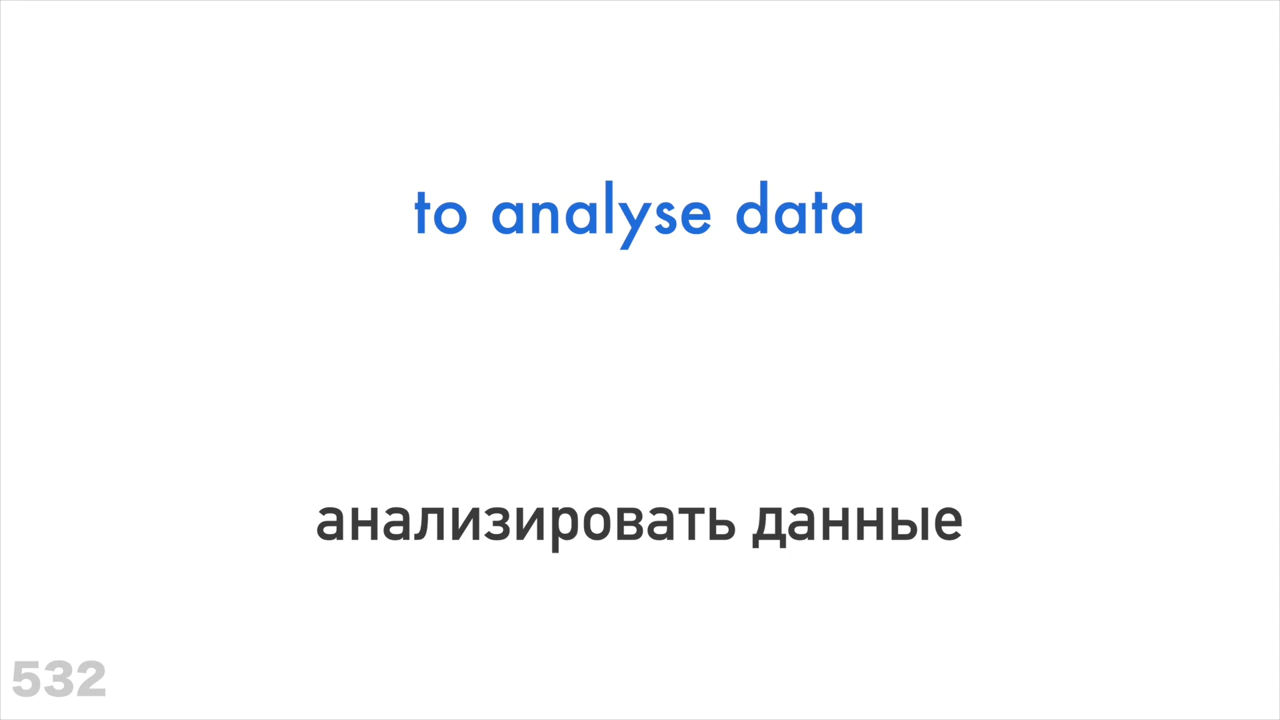 to analyse data
анализировать данные
532